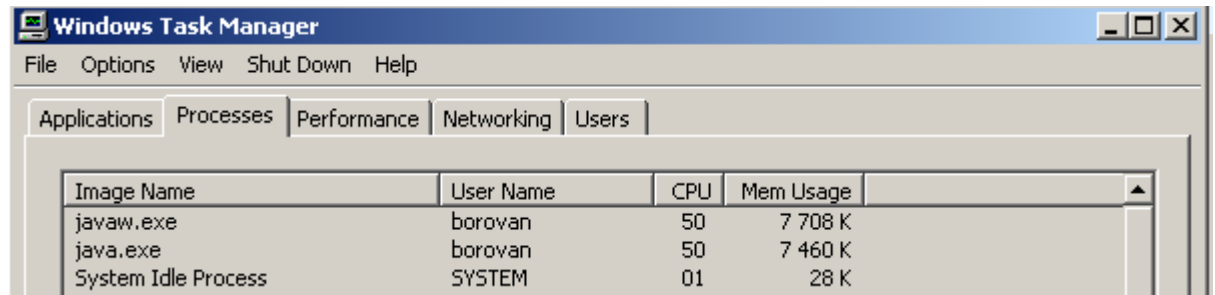 Windows Task Manager
File Options View Shut Down Help
Applications Processes Performance Networking Users
Image Name User Name CPU Mem Usage
javaw.exe borovan 50 7 708 K
java.exe borovan 50 7 460 K
System Idle Process SYSTEM 01 28 K